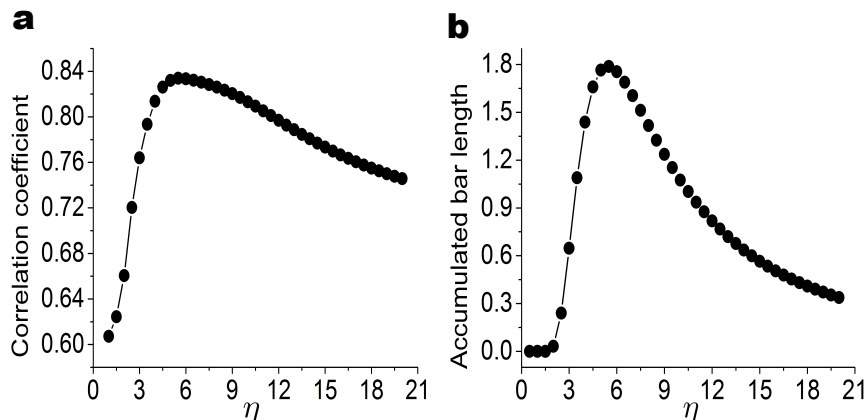 a
Correlation coefficient
0.84
0.80
0.76
0.72
0.68
0.64
0.60
0 3 6 9 12 15 18 21
η
b
Accumulated bar length
1.8
1.5
1.2
0.9
0.6
0.3
0.0
0 3 6 9 12 15 18 21
η